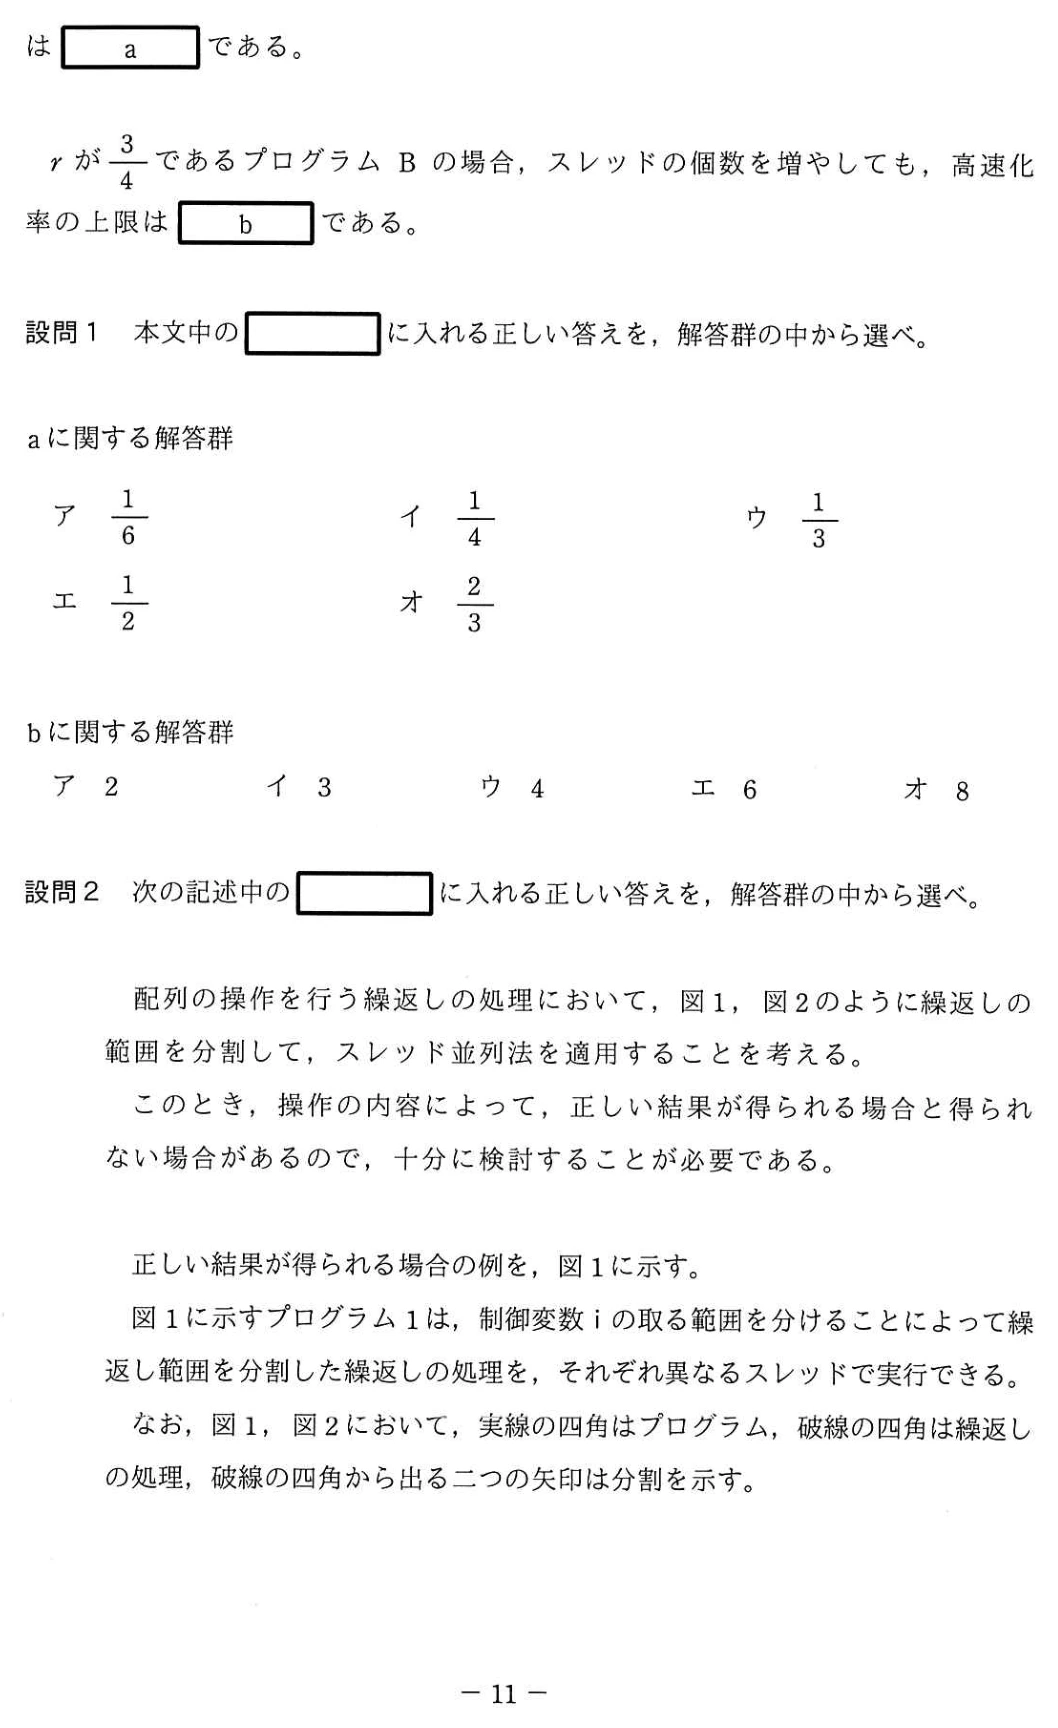 は a である。
r が 3/4 であるプログラム B の場合，スレッドの個数を増やしても，高速化
率の上限は b である。
設問1 本文中の に入れる正しい答えを，解答群の中から選べ。
aに関する解答群
ア 1/6 イ 1/4 ウ 1/3
エ 1/2 オ 2/3
bに関する解答群
ア 2 イ 3 ウ 4 エ 6 オ 8
設問2 次の記述中の に入れる正しい答えを，解答群の中から選べ。
配列の操作を行う繰返しの処理において，図1，図2のように繰返しの
範囲を分割して，スレッド並列法を適用することを考える。
このとき，操作の内容によって，正しい結果が得られる場合と得られ
ない場合があるので，十分に検討することが必要である。
正しい結果が得られる場合の例を，図1に示す。
図1に示すプログラム1は，制御変数 i の取る範囲を分けることによって繰
返し範囲を分割した繰返しの処理を，それぞれ異なるスレッドで実行できる。
なお，図1，図2において，実線の四角はプログラム，破線の四角は繰返し
の処理，破線の四角から出る二つの矢印は分割を示す。
－ 11 －